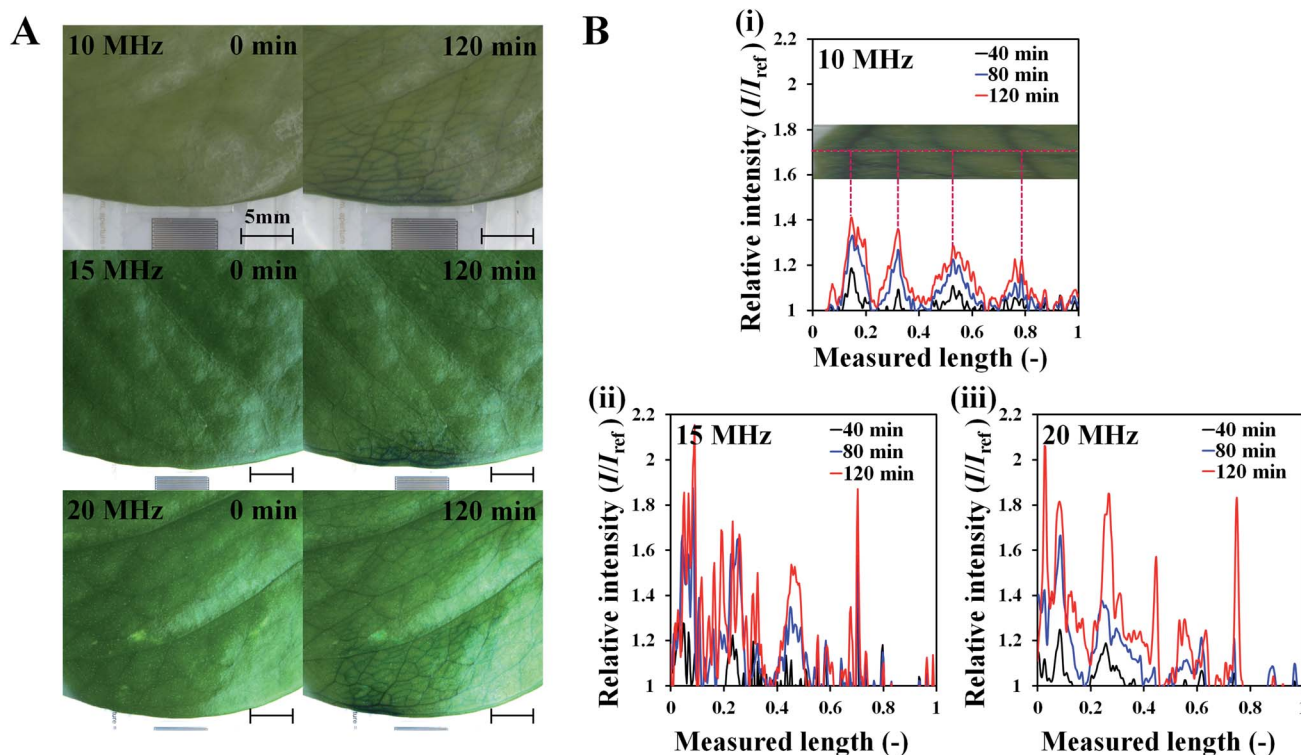 A
10 MHz 0 min
120 min
5mm
15 MHz 0 min
120 min
20 MHz 0 min
120 min
B
(i)
Relative intensity (I/Iref)
2.2
2
1.8
1.6
1.4
1.2
1
10 MHz
40 min
80 min
120 min
0 0.2 0.4 0.6 0.8 1
Measured length (-)
(ii)
Relative intensity (I/Iref)
2.2
2
1.8
1.6
1.4
1.2
1
15 MHz
40 min
80 min
120 min
0 0.2 0.4 0.6 0.8 1
Measured length (-)
(iii)
Relative intensity (I/Iref)
2.2
2
1.8
1.6
1.4
1.2
1
20 MHz
40 min
80 min
120 min
0 0.2 0.4 0.6 0.8 1
Measured length (-)